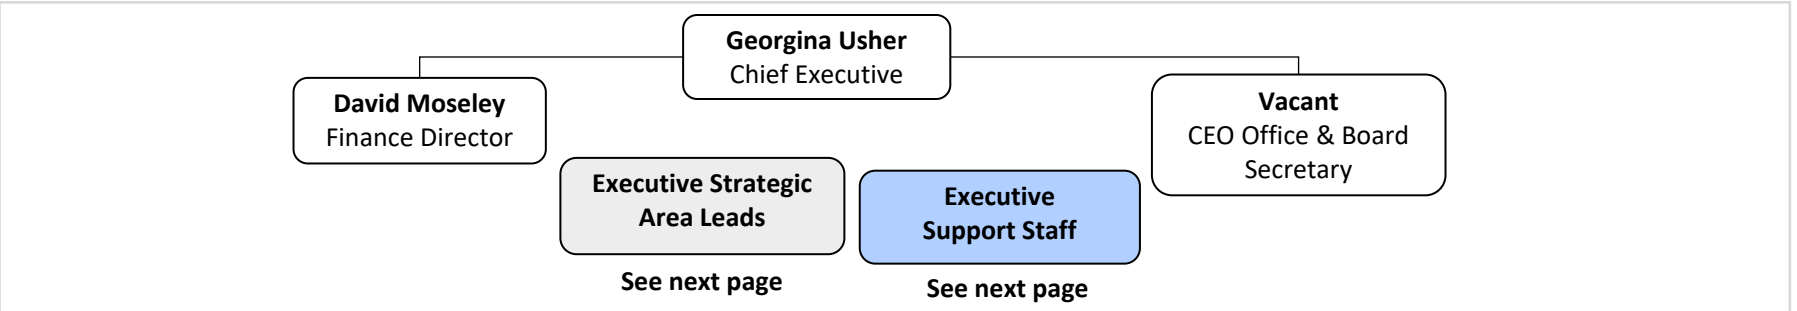 Georgina Usher
Chief Executive
David Moseley
Finance Director
Vacant
CEO Office & Board
Secretary
Executive Strategic
Area Leads
See next page
Executive
Support Staff
See next page